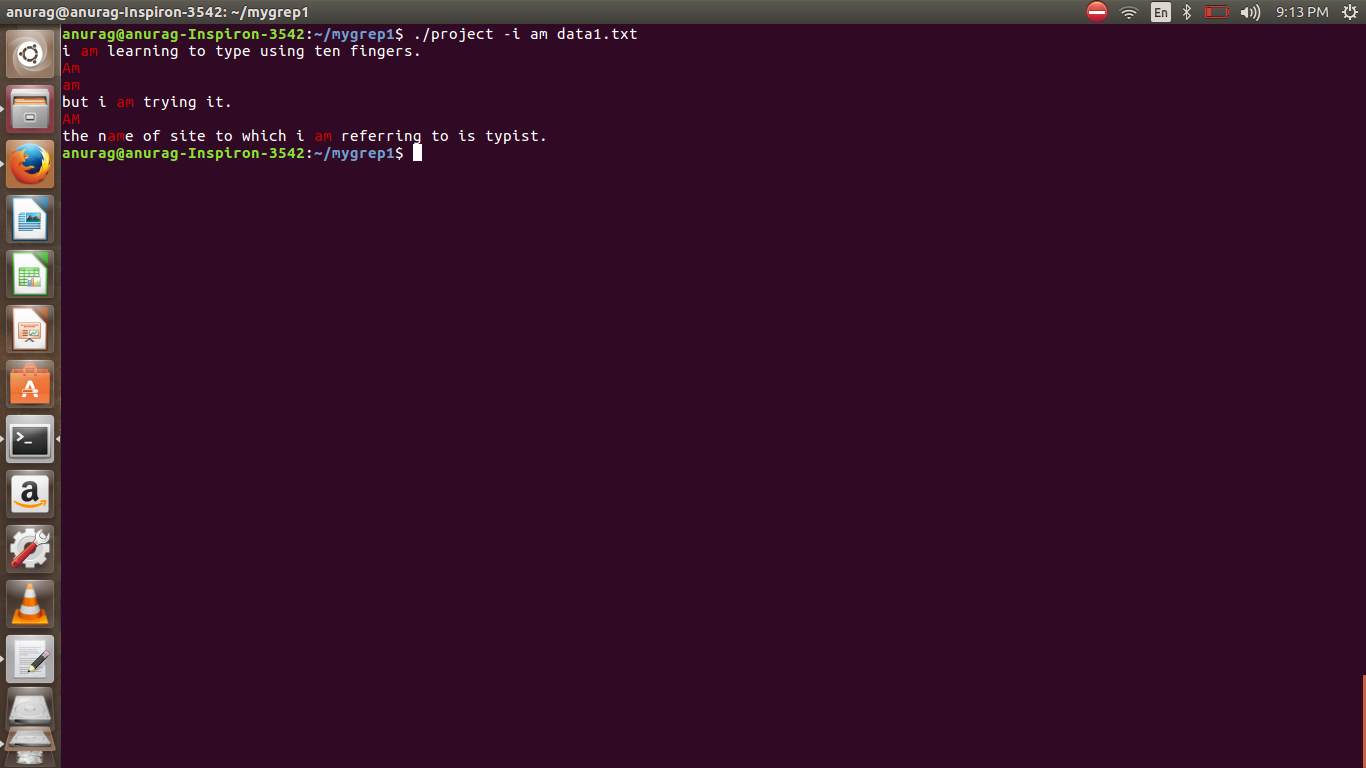 anurag@anurag-Inspiron-3542: ~/mygrep1
En
9:13 PM
anurag@anurag-Inspiron-3542:~/mygrep1$ ./project -i am data1.txt
i am learning to type using ten fingers.
Am
am
but i am trying it.
AM
the name of site to which i am referring to is typist.
anurag@anurag-Inspiron-3542:~/mygrep1$